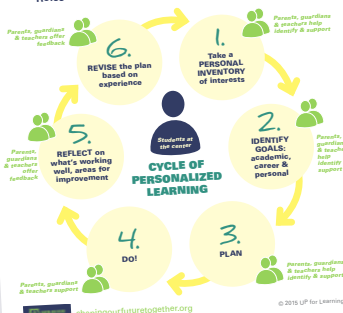 Parents, guardians
& teachers offer
feedback
6.
REVISE the plan
based on
experience
1.
Take a
PERSONAL
INVENTORY
of interests
Parents, guardians
& teachers help
identify & support
2.
IDENTIFY
GOALS:
academic,
career &
personal
Parents,
guardians
& teachers
help
identify
support
Students at
the center
CYCLE OF
PERSONALIZED
LEARNING
5.
REFLECT on
what's working
well, areas for
improvement
Parents,
guardians
& teachers
offer
feedback
4.
DO!
3.
PLAN
Parents, guardians
& teachers support
Parents, guardians
& teachers help
identify & support
© 2015 UP for Learning